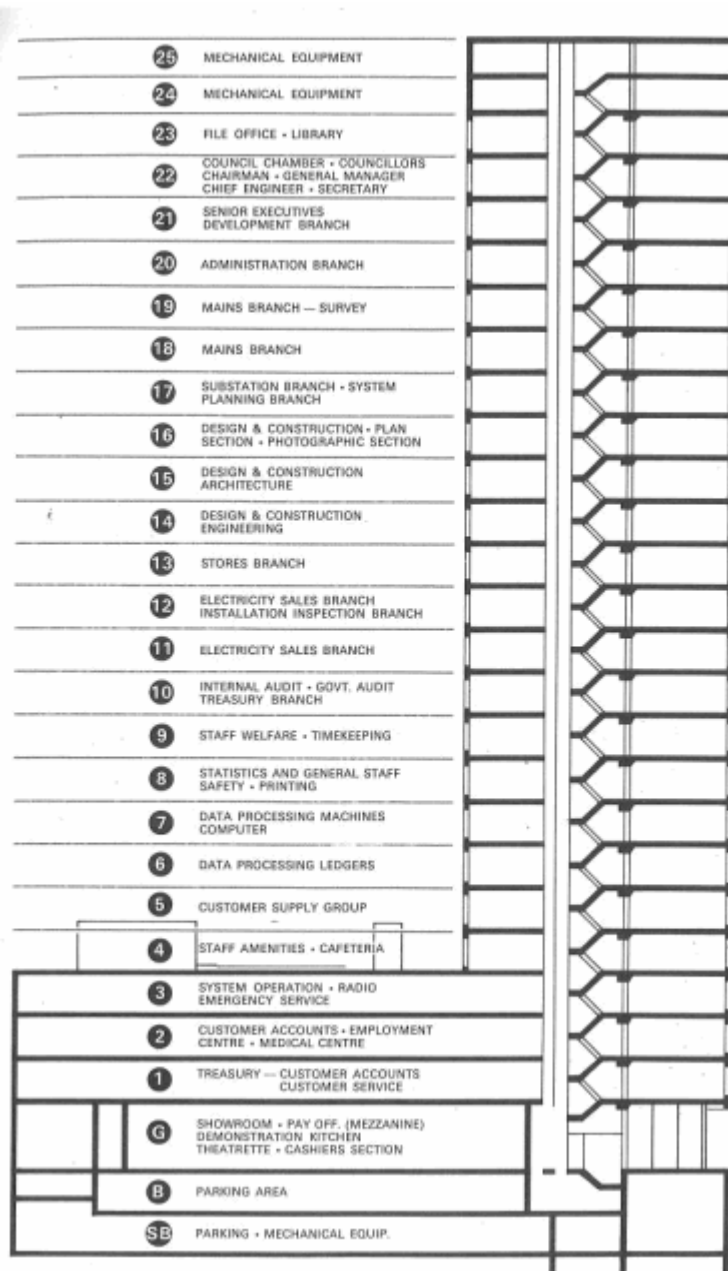 25 MECHANICAL EQUIPMENT
24 MECHANICAL EQUIPMENT
23 FILE OFFICE • LIBRARY
22 COUNCIL CHAMBER • COUNCILLORS
CHAIRMAN • GENERAL MANAGER
CHIEF ENGINEER • SECRETARY
21 SENIOR EXECUTIVES
DEVELOPMENT BRANCH
20 ADMINISTRATION BRANCH
19 MAINS BRANCH — SURVEY
18 MAINS BRANCH
17 SUBSTATION BRANCH • SYSTEM
PLANNING BRANCH
16 DESIGN & CONSTRUCTION • PLAN
SECTION • PHOTOGRAPHIC SECTION
15 DESIGN & CONSTRUCTION
ARCHITECTURE
14 DESIGN & CONSTRUCTION
ENGINEERING
13 STORES BRANCH
12 ELECTRICITY SALES BRANCH
INSTALLATION INSPECTION BRANCH
11 ELECTRICITY SALES BRANCH
10 INTERNAL AUDIT • GOVT. AUDIT
TREASURY BRANCH
9 STAFF WELFARE • TIMEKEEPING
8 STATISTICS AND GENERAL STAFF
SAFETY • PRINTING
7 DATA PROCESSING MACHINES
COMPUTER
6 DATA PROCESSING LEDGERS
5 CUSTOMER SUPPLY GROUP
4 STAFF AMENITIES • CAFETERIA
3 SYSTEM OPERATION • RADIO
EMERGENCY SERVICE
2 CUSTOMER ACCOUNTS • EMPLOYMENT
CENTRE • MEDICAL CENTRE
1 TREASURY — CUSTOMER ACCOUNTS
CUSTOMER SERVICE
G SHOWROOM • PAY OFF. (MEZZANINE)
DEMONSTRATION KITCHEN
THEATRETTE • CASHIERS SECTION
B PARKING AREA
SB PARKING • MECHANICAL EQUIP.